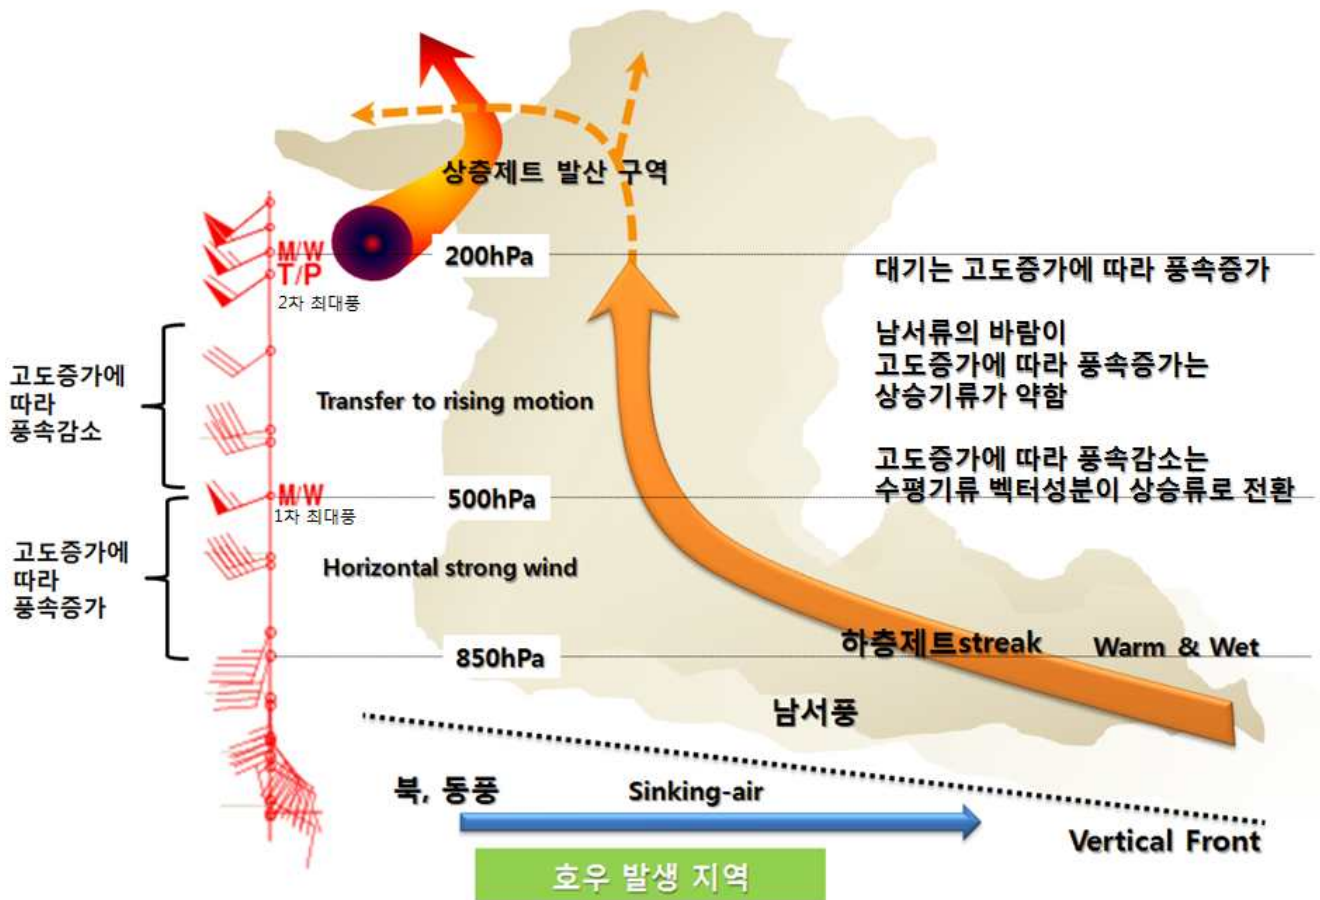 상층제트 발산 구역
M/W
200hPa
T/P
대기는 고도증가에 따라 풍속증가
2차 최대풍
남서류의 바람이
고도증가에 따라 풍속증가는
상승기류가 약함
고도증가에
따라
풍속감소
Transfer to rising motion
고도증가에 따라 풍속감소는
수평기류 벡터성분이 상승류로 전환
M/W
500hPa
1차 최대풍
고도증가에
따라
풍속증가
Horizontal strong wind
하층제트streak
Warm & Wet
850hPa
남서풍
북, 동풍
Sinking-air
Vertical Front
호우 발생 지역